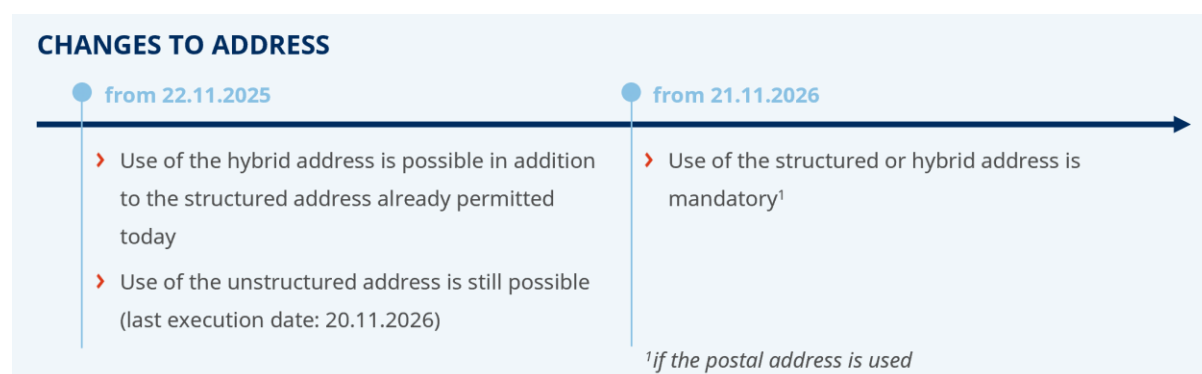 CHANGES TO ADDRESS
from 22.11.2025
› Use of the hybrid address is possible in addition
to the structured address already permitted
today
› Use of the unstructured address is still possible
(last execution date: 20.11.2026)
from 21.11.2026
› Use of the structured or hybrid address is
mandatory¹
¹if the postal address is used